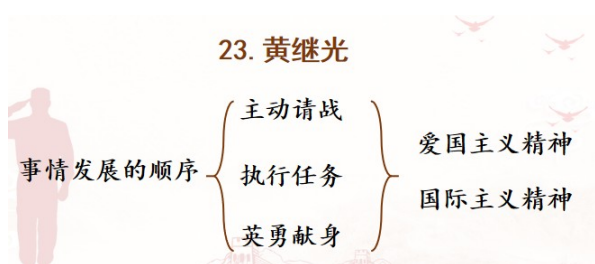 23.黄继光
事情发展的顺序
主动请战
执行任务
英勇献身
爱国主义精神
国际主义精神